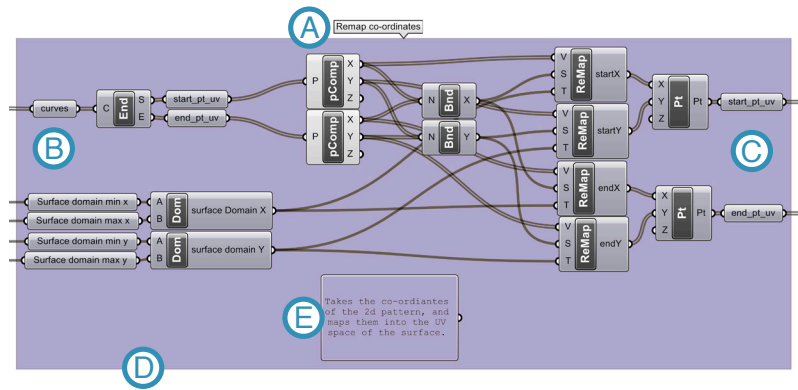 A
Remap co-ordinates
P
pComp
X
Y
Z
P
pComp
X
Y
Z
curves
C
End
S
E
start_pt_uv
end_pt_uv
B
N
Bnd
X
N
Bnd
Y
V
S
T
ReMap
startX
V
S
T
ReMap
startY
V
S
T
ReMap
endX
V
S
T
ReMap
endY
X
Y
Z
Pt
Pt
start_pt_uv
X
Y
Z
Pt
Pt
end_pt_uv
C
Surface domain min x
Surface domain max x
Surface domain min y
Surface domain max y
A
B
Dom
surface Domain X
A
B
Dom
surface domain Y
E
Takes the co-ordiantes
of the 2d pattern, and
maps them into the UV
space of the surface.
D